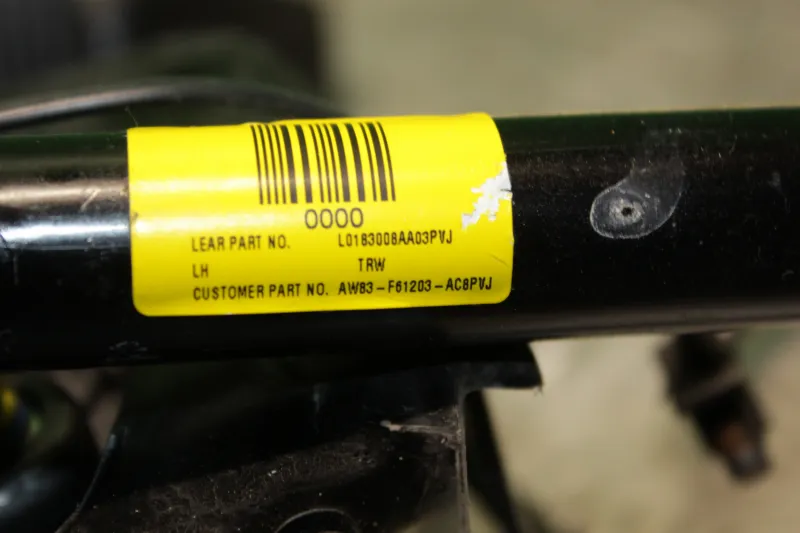 0000
LEAR PART NO. L0183008AA03PVJ
LH TRW
CUSTOMER PART NO. AW83-F61203-AC8PVJ